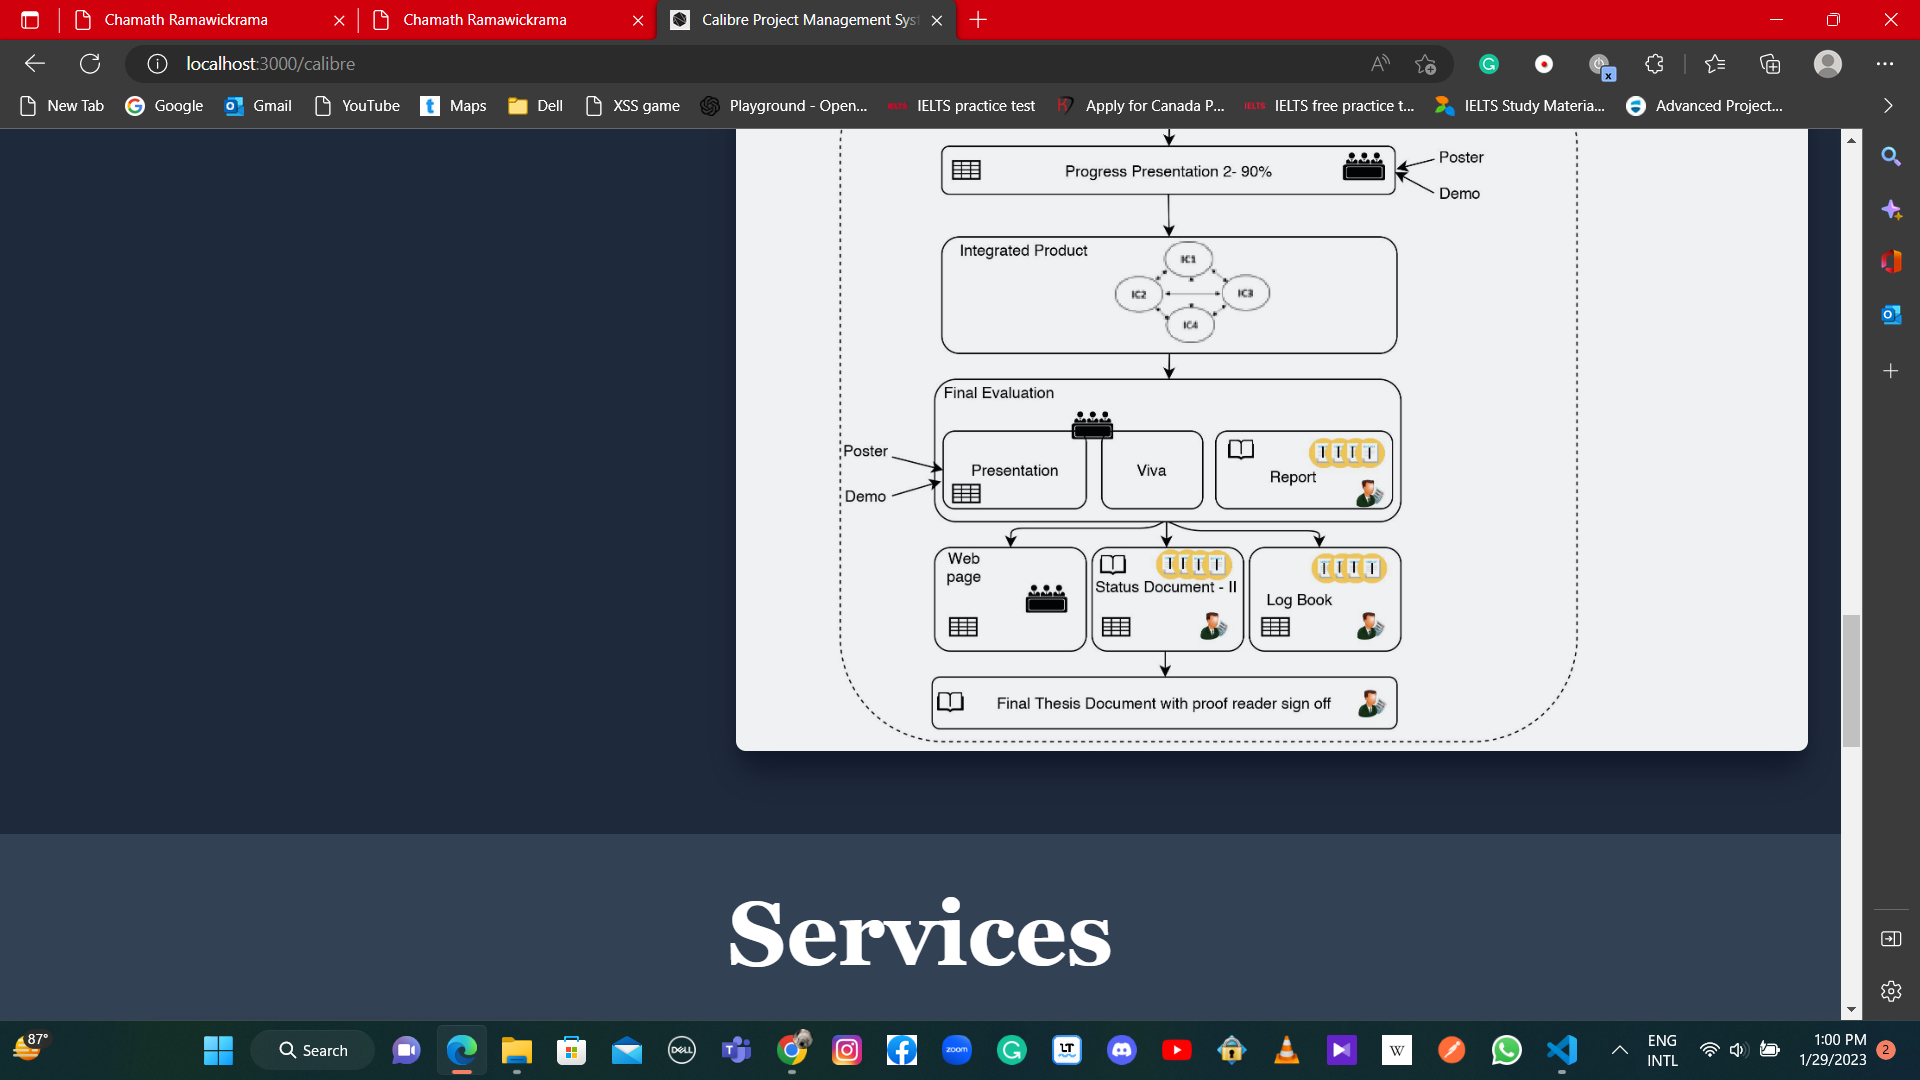 Chamath Ramawickrama
Chamath Ramawickrama
Calibre Project Management Syst
localhost:3000/calibre
New Tab
Google
Gmail
YouTube
Maps
Dell
XSS game
Playground - Open...
IELTS practice test
Apply for Canada P...
IELTS free practice t...
IELTS Study Materia...
Advanced Project...
Progress Presentation 2- 90%
Poster
Demo
Integrated Product
IC1
IC2
IC3
IC4
Final Evaluation
Poster
Demo
Presentation
Viva
Report
Web
page
Status Document - II
Log Book
Final Thesis Document with proof reader sign off
Services
87°
Search
DELL
zoom
LT
W
ENG
INTL
1:00 PM
1/29/2023
2